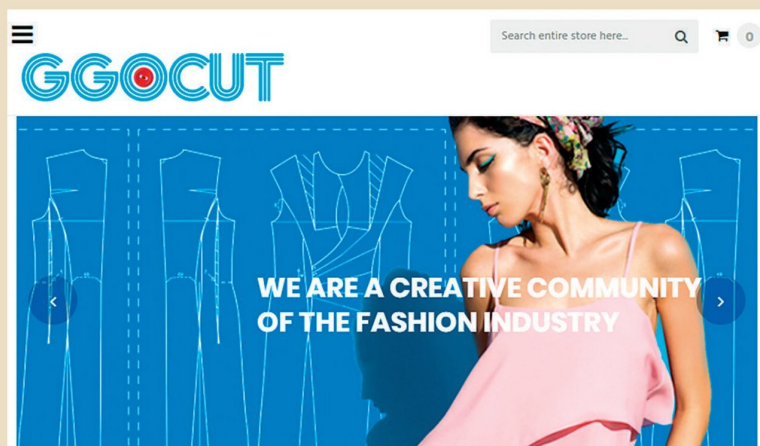 Search entire store here...
0
GGOCUT
WE ARE A CREATIVE COMMUNITY
OF THE FASHION INDUSTRY